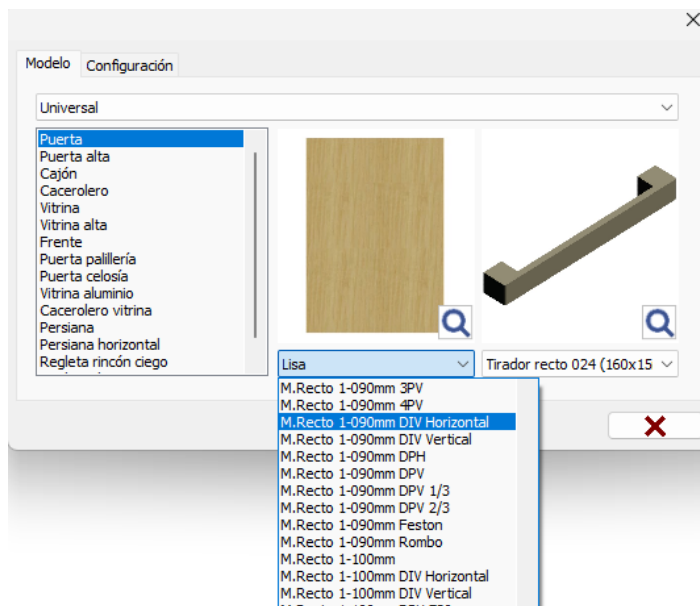 Modelo
Configuración
Universal
Puerta
Puerta alta
Cajón
Cacerolero
Vitrina
Vitrina alta
Frente
Puerta palillería
Puerta celosía
Vitrina aluminio
Cacerolero vitrina
Persiana
Persiana horizontal
Regleta rincón ciego
Lisa
Tirador recto 024 (160x15
M.Recto 1-090mm 3PV
M.Recto 1-090mm 4PV
M.Recto 1-090mm DIV Horizontal
M.Recto 1-090mm DIV Vertical
M.Recto 1-090mm DPH
M.Recto 1-090mm DPV
M.Recto 1-090mm DPV 1/3
M.Recto 1-090mm DPV 2/3
M.Recto 1-090mm Feston
M.Recto 1-090mm Rombo
M.Recto 1-100mm
M.Recto 1-100mm DIV Horizontal
M.Recto 1-100mm DIV Vertical